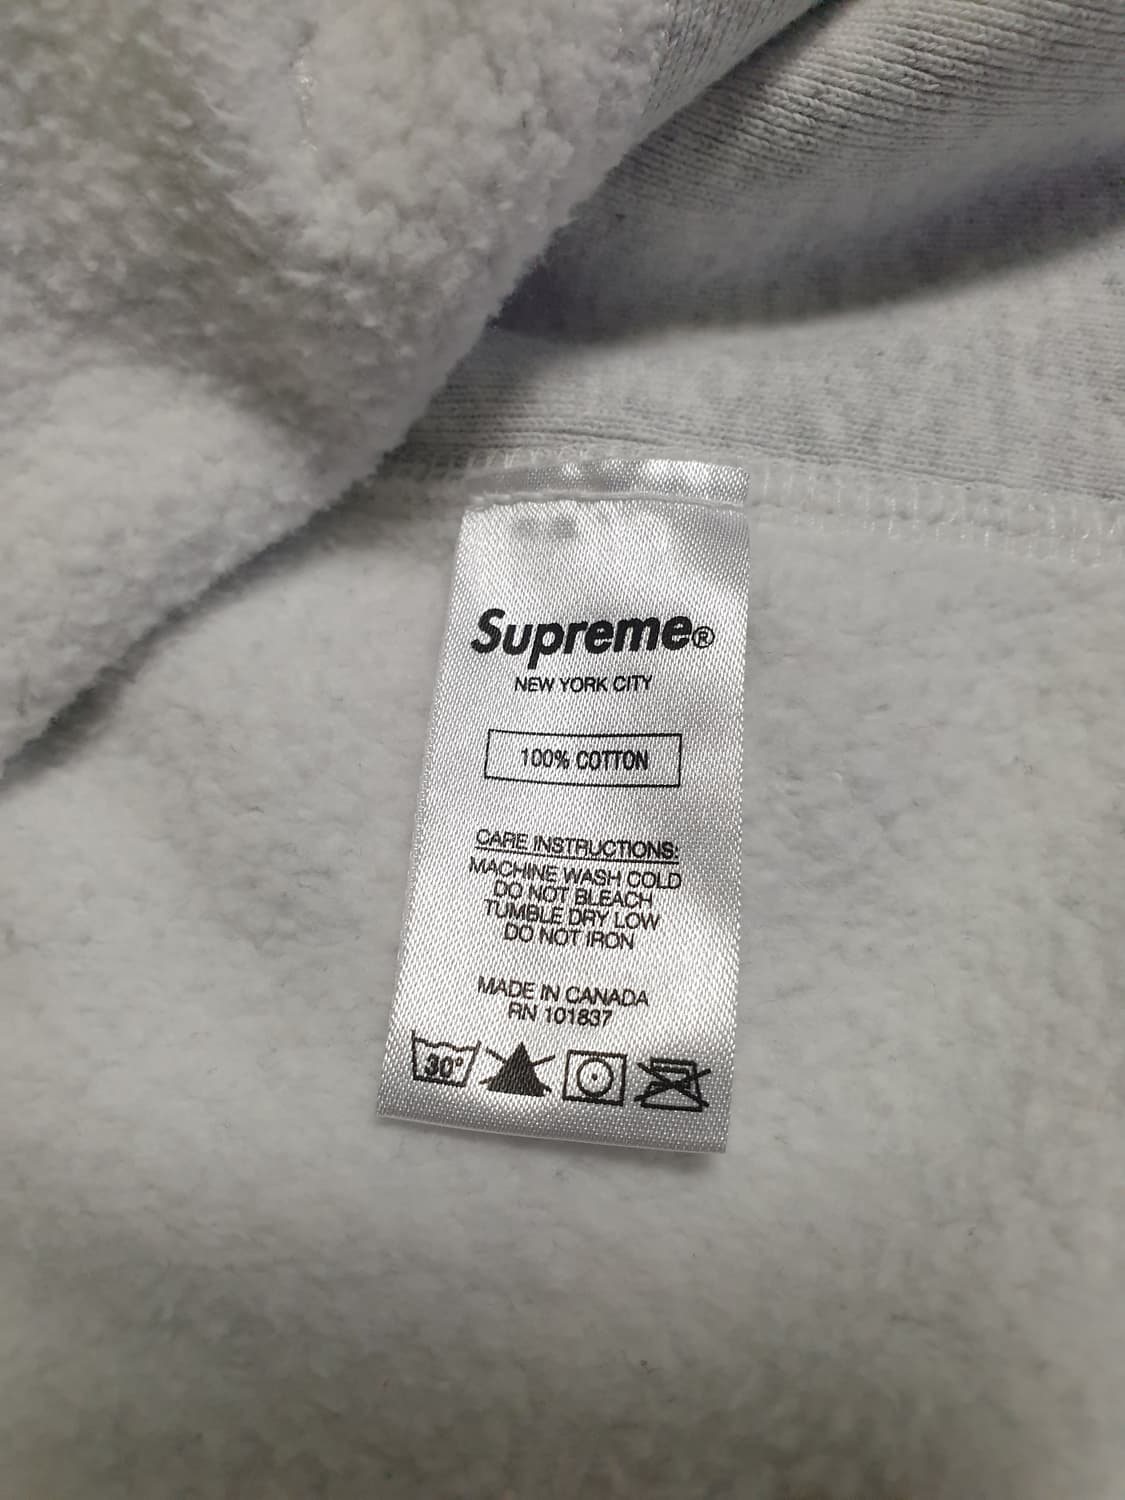 Supreme®
NEW YORK CITY
100% COTTON
CARE INSTRUCTIONS:
MACHINE WASH COLD
DO NOT BLEACH
TUMBLE DRY LOW
DO NOT IRON
MADE IN CANADA
RN 101837
30°